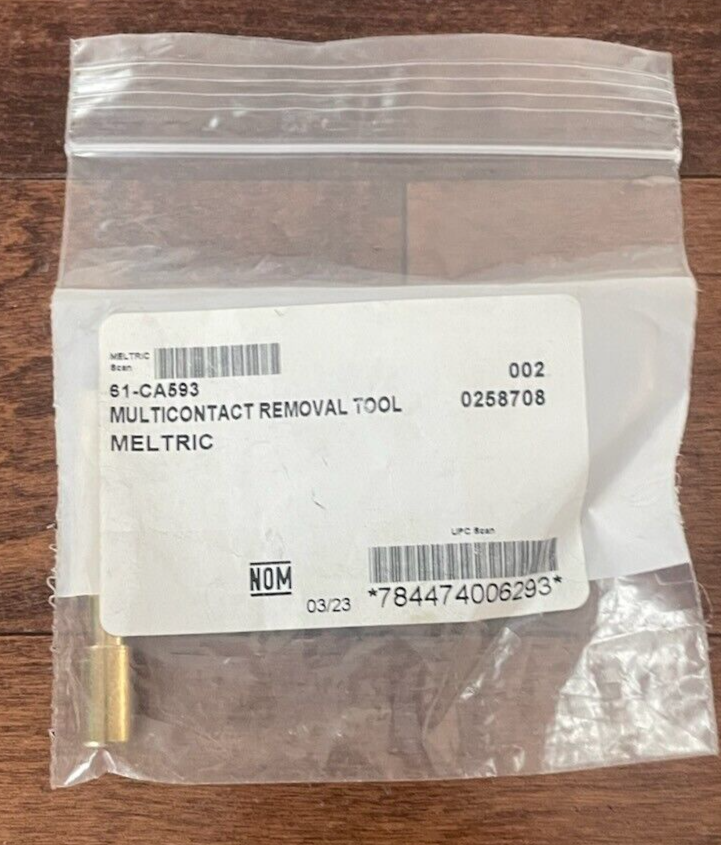 MELTRIC
Scan
61-CA593
MULTICONTACT REMOVAL TOOL
MELTRIC
002
0258708
UPC Scan
NOM
03/23
*784474006293*